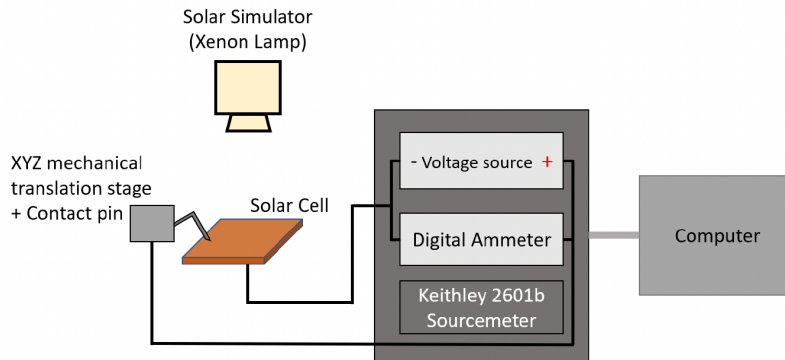 Solar Simulator
(Xenon Lamp)
XYZ mechanical
translation stage
+ Contact pin
Solar Cell
- Voltage source +
Digital Ammeter
Keithley 2601b
Sourcemeter
Computer